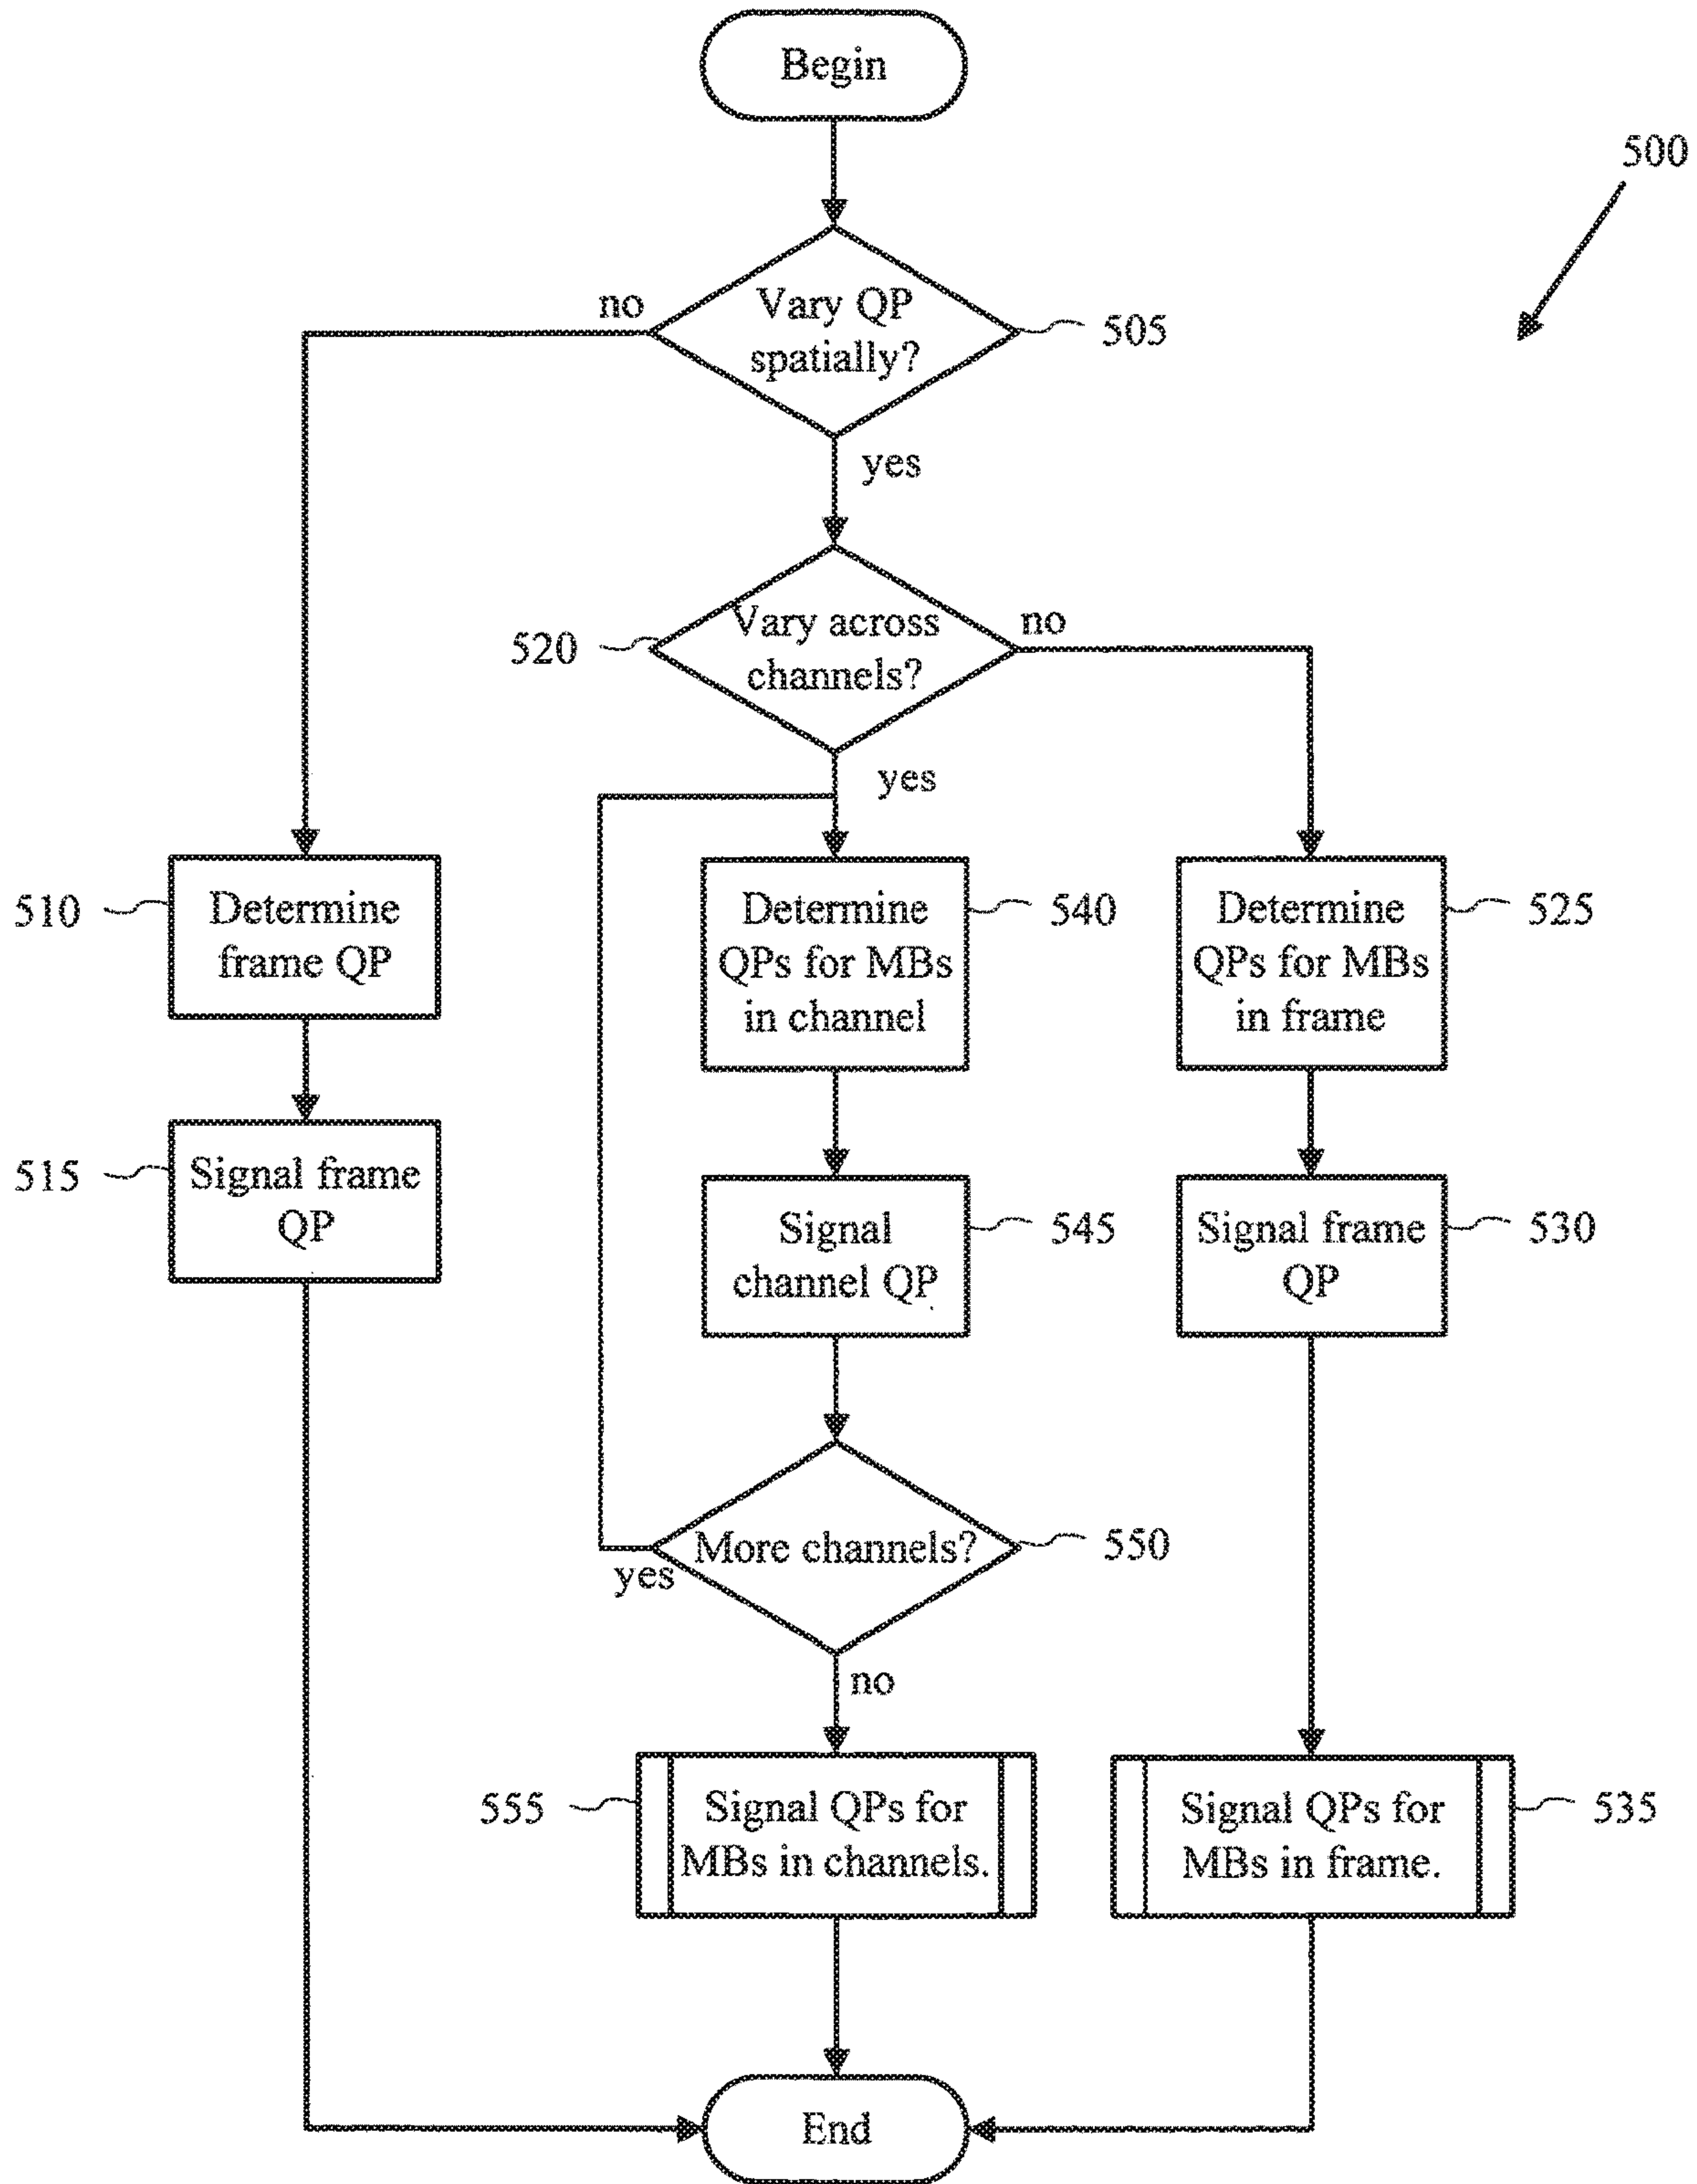 Begin
500
no
Vary QP
spatially?
505
yes
520
Vary across
channels?
no
yes
510
Determine
frame QP
Determine
QPs for MBs
in channel
540
Determine
QPs for MBs
in frame
525
515
Signal frame
QP
Signal
channel QP
545
Signal frame
QP
530
More channels?
550
yes
no
555
Signal QPs for
MBs in channels.
Signal QPs for
MBs in frame.
535
End